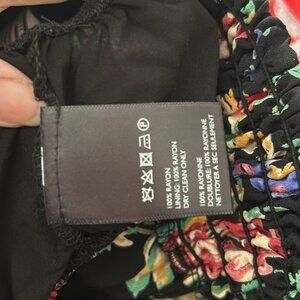 100% RAYON
LINING: 100% RAYON
DRY CLEAN ONLY
100% RAYONNE
DOUBLURE: 100% RAYONNE
NETTOYER A SEC SEULEMENT
P